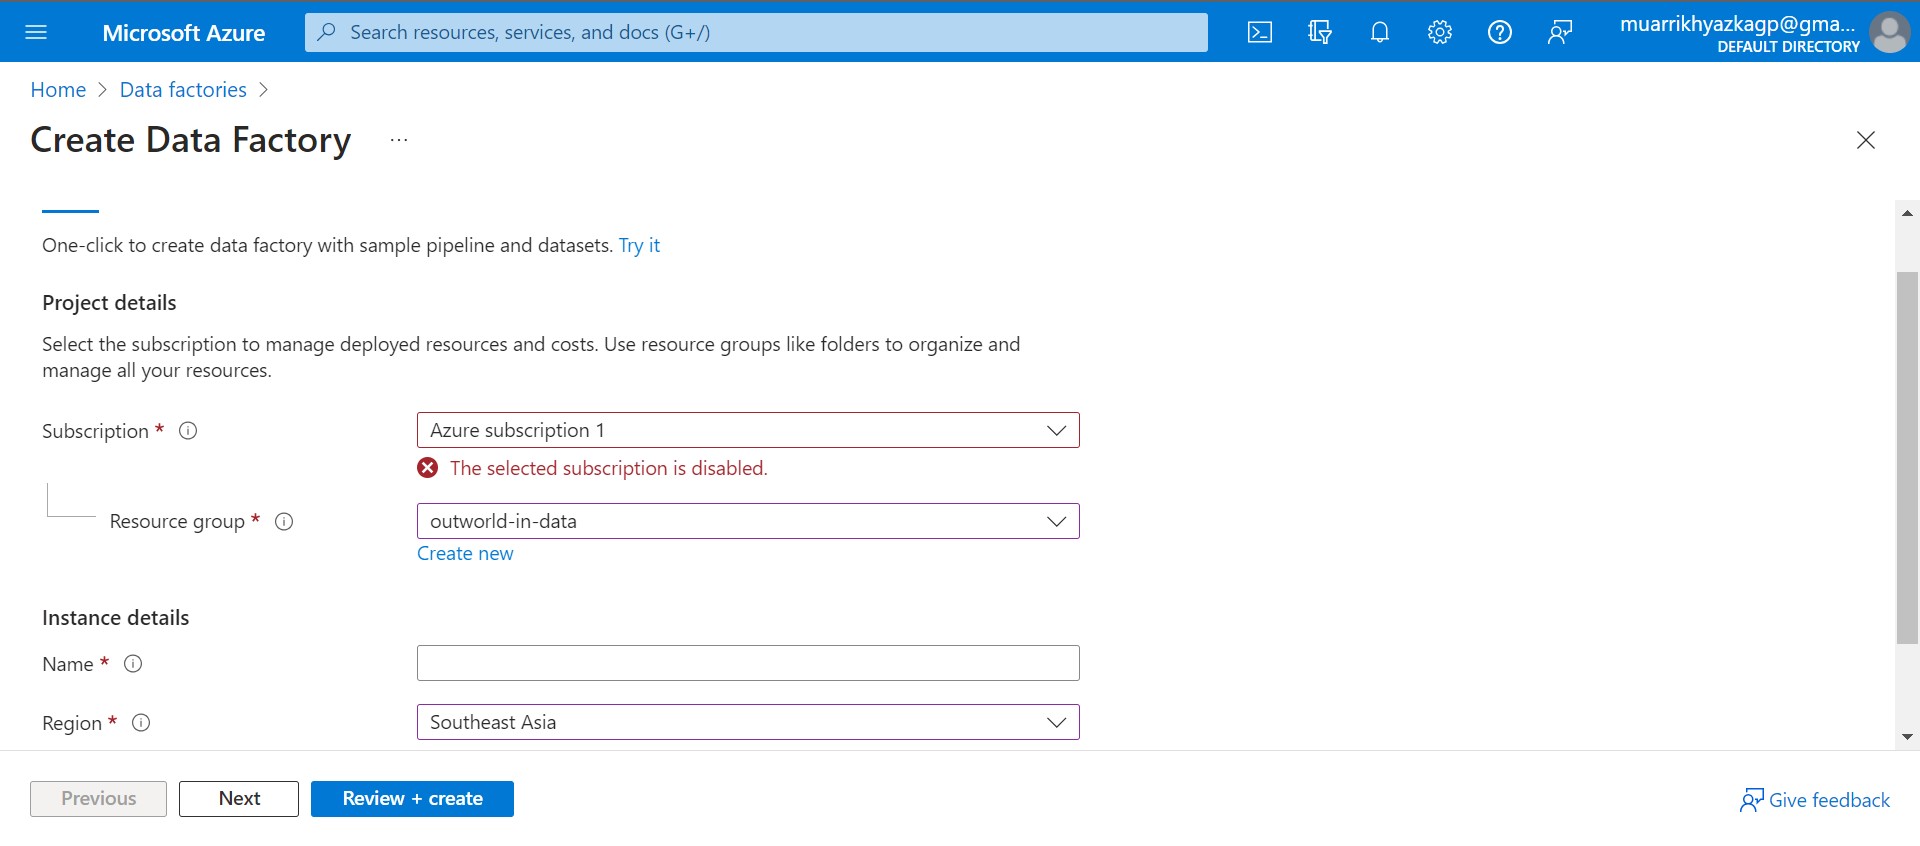 Microsoft Azure
Search resources, services, and docs (G+/)
muarrikhyazkagp@gma...
DEFAULT DIRECTORY
Home > Data factories >
Create Data Factory ...
One-click to create data factory with sample pipeline and datasets. Try it
Project details
Select the subscription to manage deployed resources and costs. Use resource groups like folders to organize and
manage all your resources.
Subscription *
Azure subscription 1
The selected subscription is disabled.
Resource group *
outworld-in-data
Create new
Instance details
Name *
Region *
Southeast Asia
Previous
Next
Review + create
Give feedback